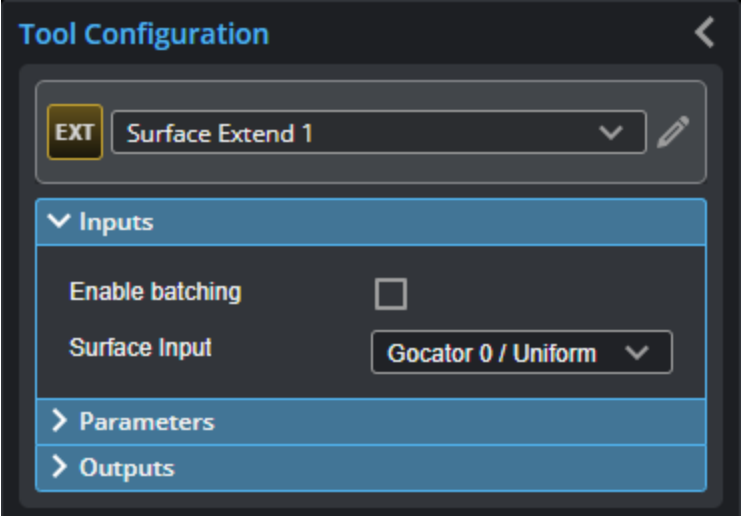 Tool Configuration
EXT Surface Extend 1
Inputs
Enable batching
Surface Input Gocator 0 / Uniform
Parameters
Outputs